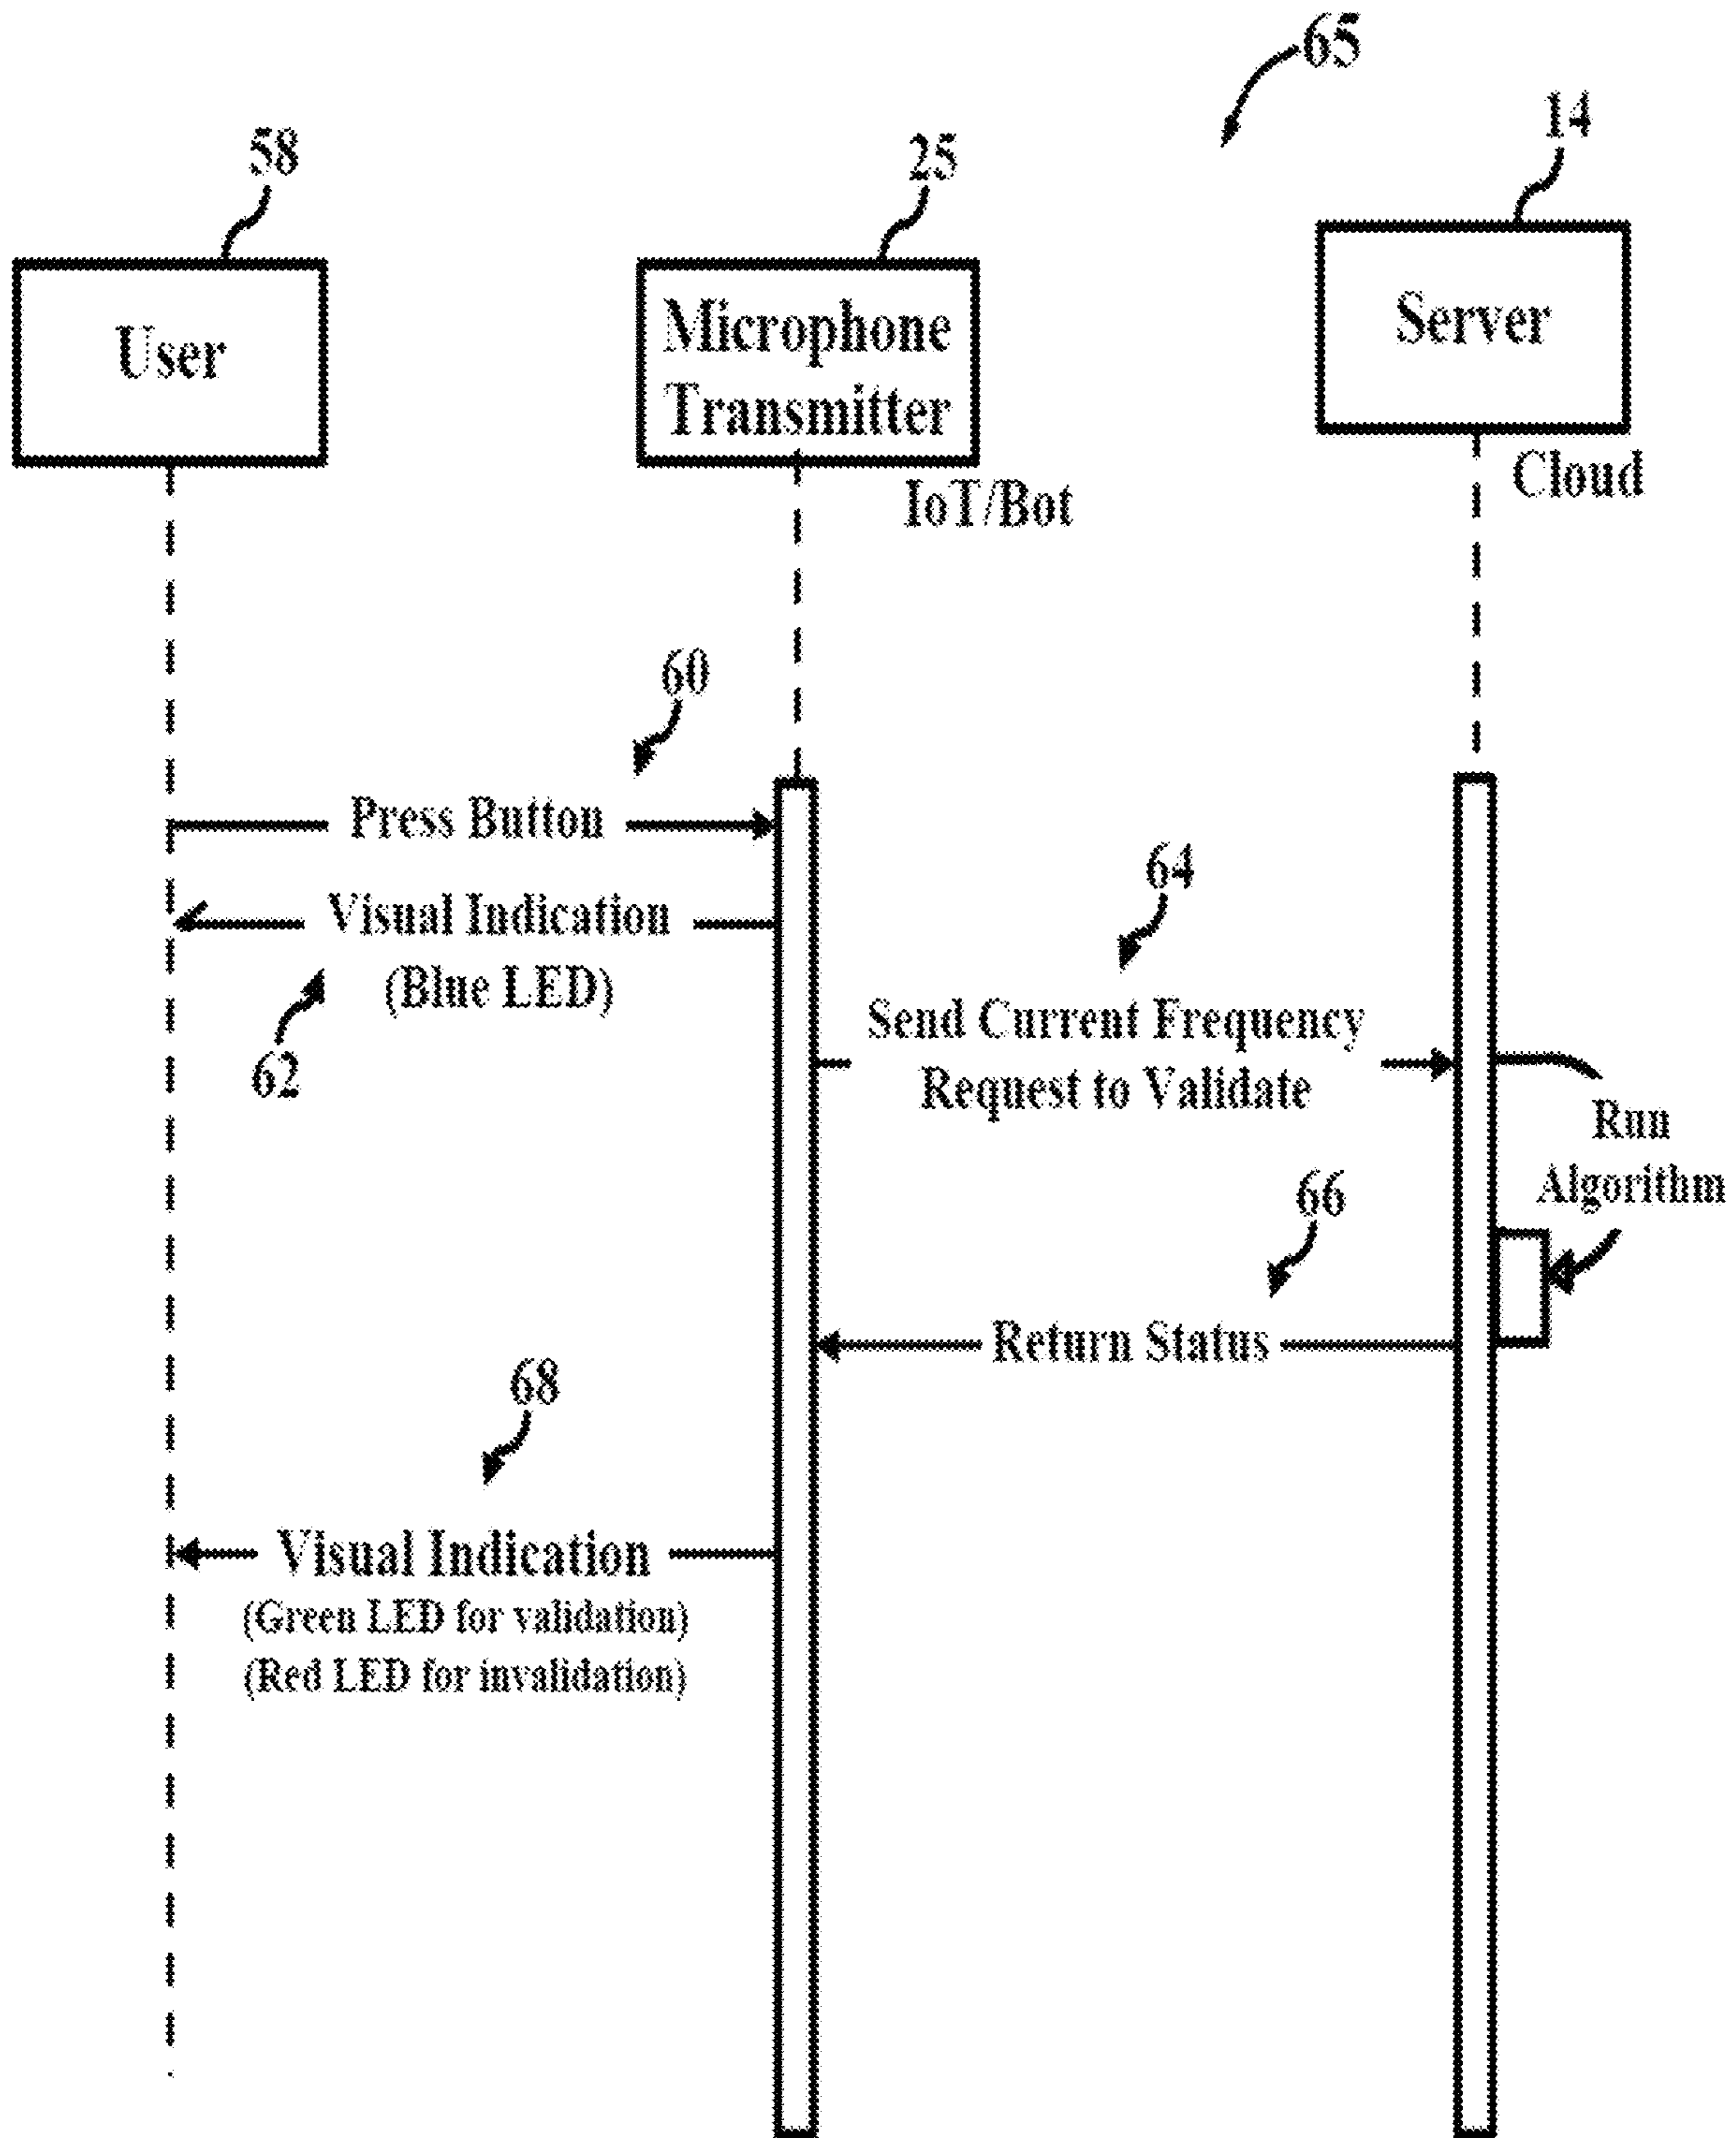 65
58
25
14
User
Microphone
Transmitter
Server
IoT/Bot
Cloud
60
Press Button
64
Visual Indication
(Blue LED)
62
Send Current Frequency
Request to Validate
Run
Algorithm
66
Return Status
68
Visual Indication
(Green LED for validation)
(Red LED for invalidation)